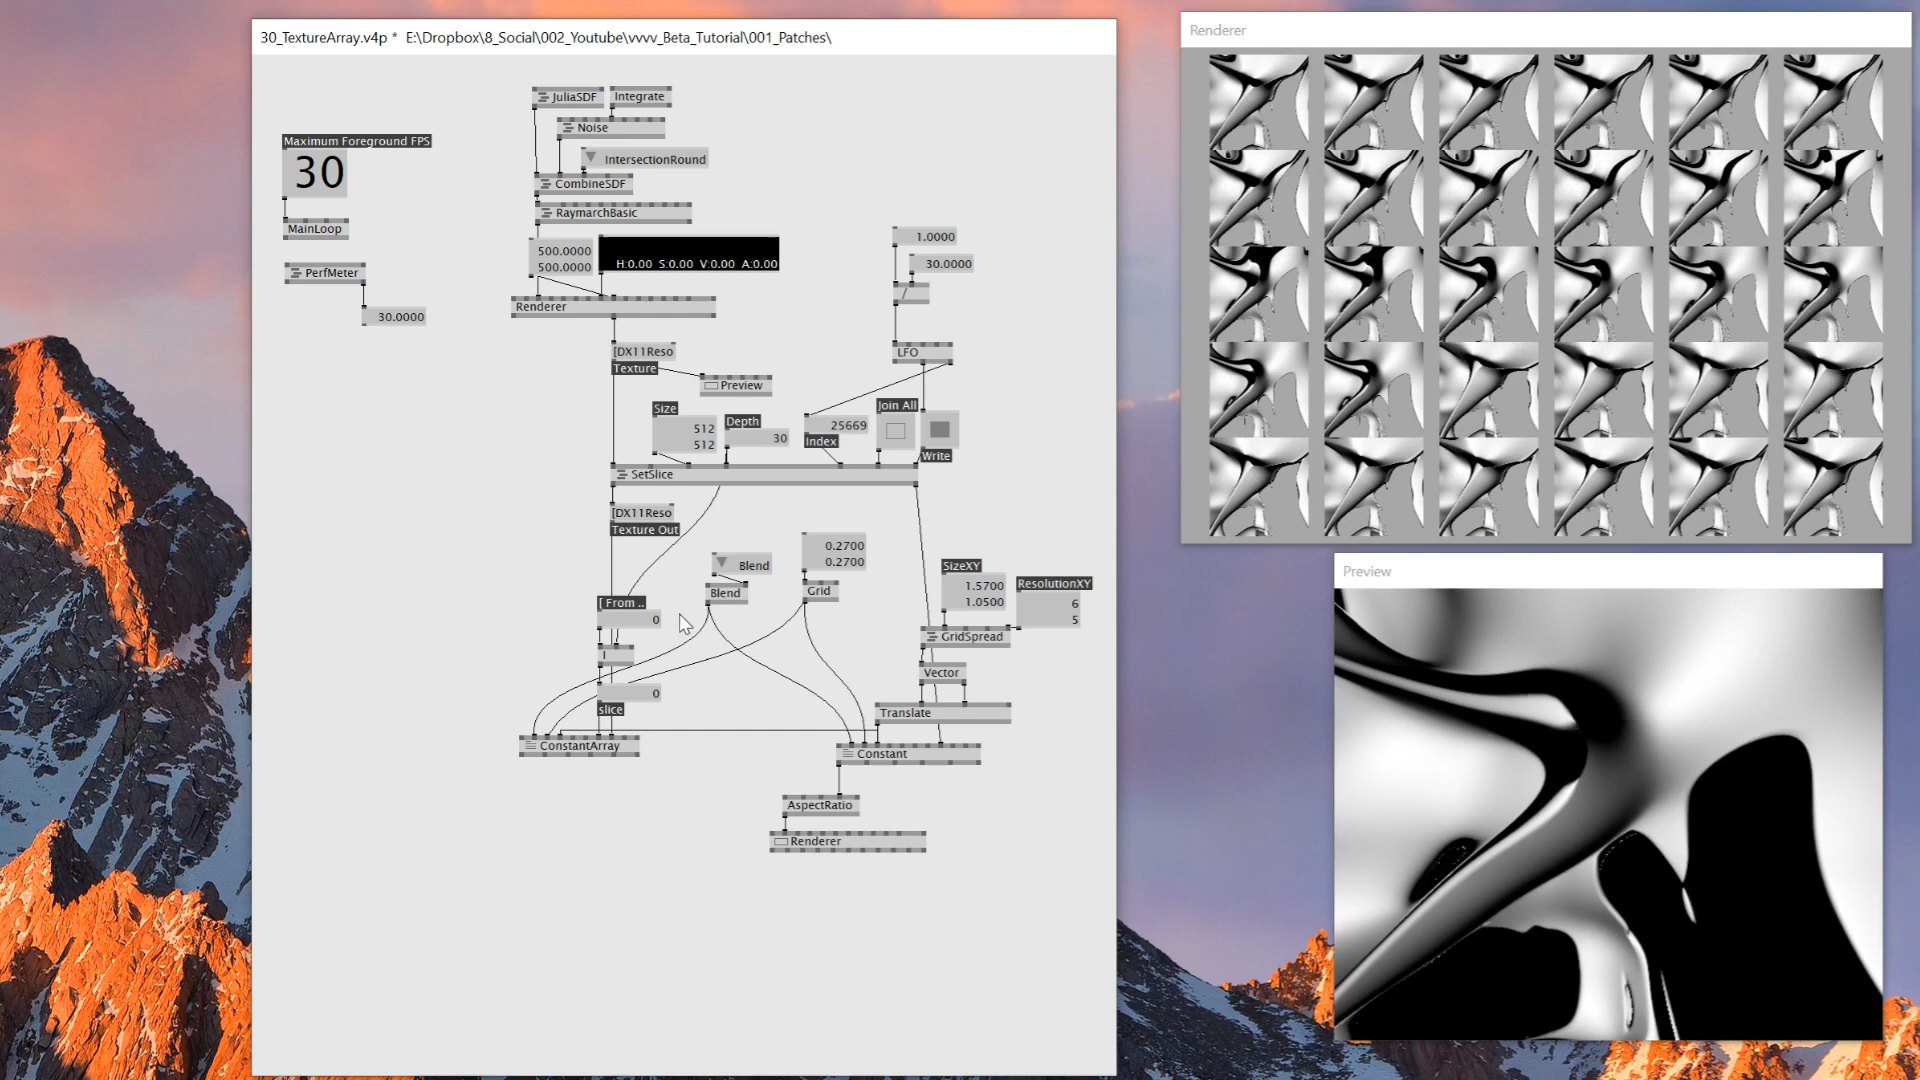 30_TextureArray.v4p * E:\Dropbox\8_Social\002_Youtube\vvvv_Beta_Tutorial\001_Patches\
Renderer
JuliaSDF
Integrate
Noise
Maximum Foreground FPS
30
IntersectionRound
CombineSDF
RaymarchBasic
MainLoop
1.0000
500.0000
500.0000
H:0.00 S:0.00 V:0.00 A:0.00
30.0000
PerfMeter
/
Renderer
30.0000
[DX11Reso
Texture
LFO
Preview
Size
512
512
Depth
30
25669
Index
Join All
Write
SetSlice
[DX11Reso
Texture Out
0.2700
0.2700
Blend
Blend
Grid
SizeXY
1.5700
1.0500
ResolutionXY
6
5
[ From ..
0
I
GridSpread
Vector
0
slice
Translate
ConstantArray
Constant
AspectRatio
Renderer
Preview